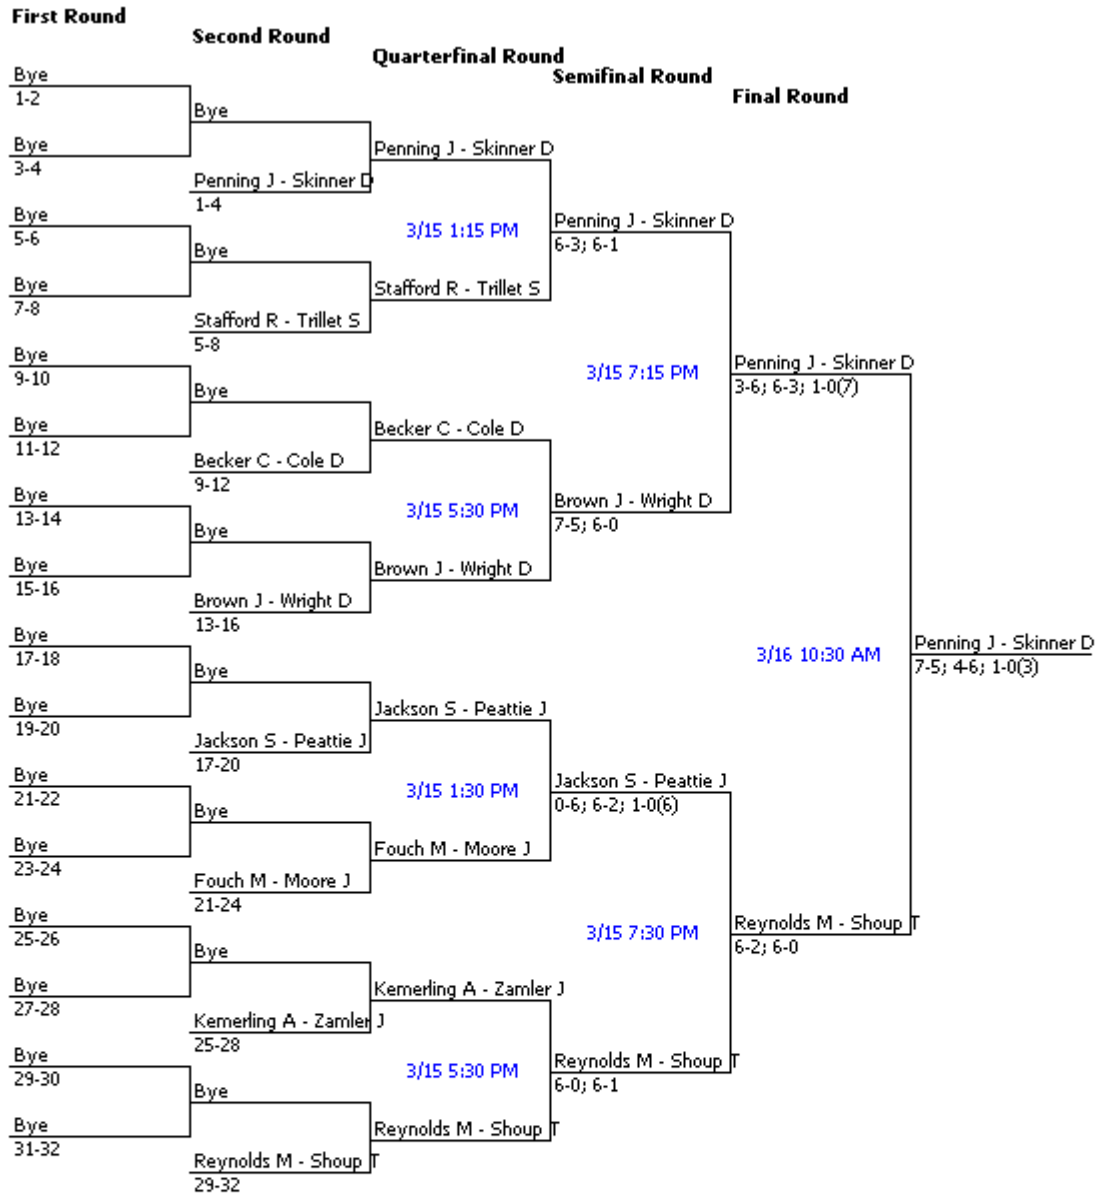 First Round
Second Round
Quarterfinal Round
Semifinal Round
Final Round
Bye
1-2
Bye
3-4
Bye
5-6
Bye
7-8
Bye
9-10
Bye
11-12
Bye
13-14
Bye
15-16
Bye
17-18
Bye
19-20
Bye
21-22
Bye
23-24
Bye
25-26
Bye
27-28
Bye
29-30
Bye
31-32
Bye
Penning J - Skinner D
1-4
Bye
Stafford R - Trillet S
5-8
Bye
Becker C - Cole D
9-12
Bye
Brown J - Wright D
13-16
Bye
Jackson S - Peattie J
17-20
Bye
Fouch M - Moore J
21-24
Bye
Kemerling A - Zamler J
25-28
Bye
Reynolds M - Shoup T
29-32
Penning J - Skinner D
3/15 1:15 PM
Stafford R - Trillet S
Becker C - Cole D
3/15 5:30 PM
Brown J - Wright D
Jackson S - Peattie J
3/15 1:30 PM
Fouch M - Moore J
Kemerling A - Zamler J
3/15 5:30 PM
Reynolds M - Shoup T
Penning J - Skinner D
6-3; 6-1
3/15 7:15 PM
Brown J - Wright D
7-5; 6-0
Jackson S - Peattie J
0-6; 6-2; 1-0(6)
3/15 7:30 PM
Reynolds M - Shoup T
6-0; 6-1
Penning J - Skinner D
3-6; 6-3; 1-0(7)
3/16 10:30 AM
Reynolds M - Shoup T
6-2; 6-0
Penning J - Skinner D
7-5; 4-6; 1-0(3)